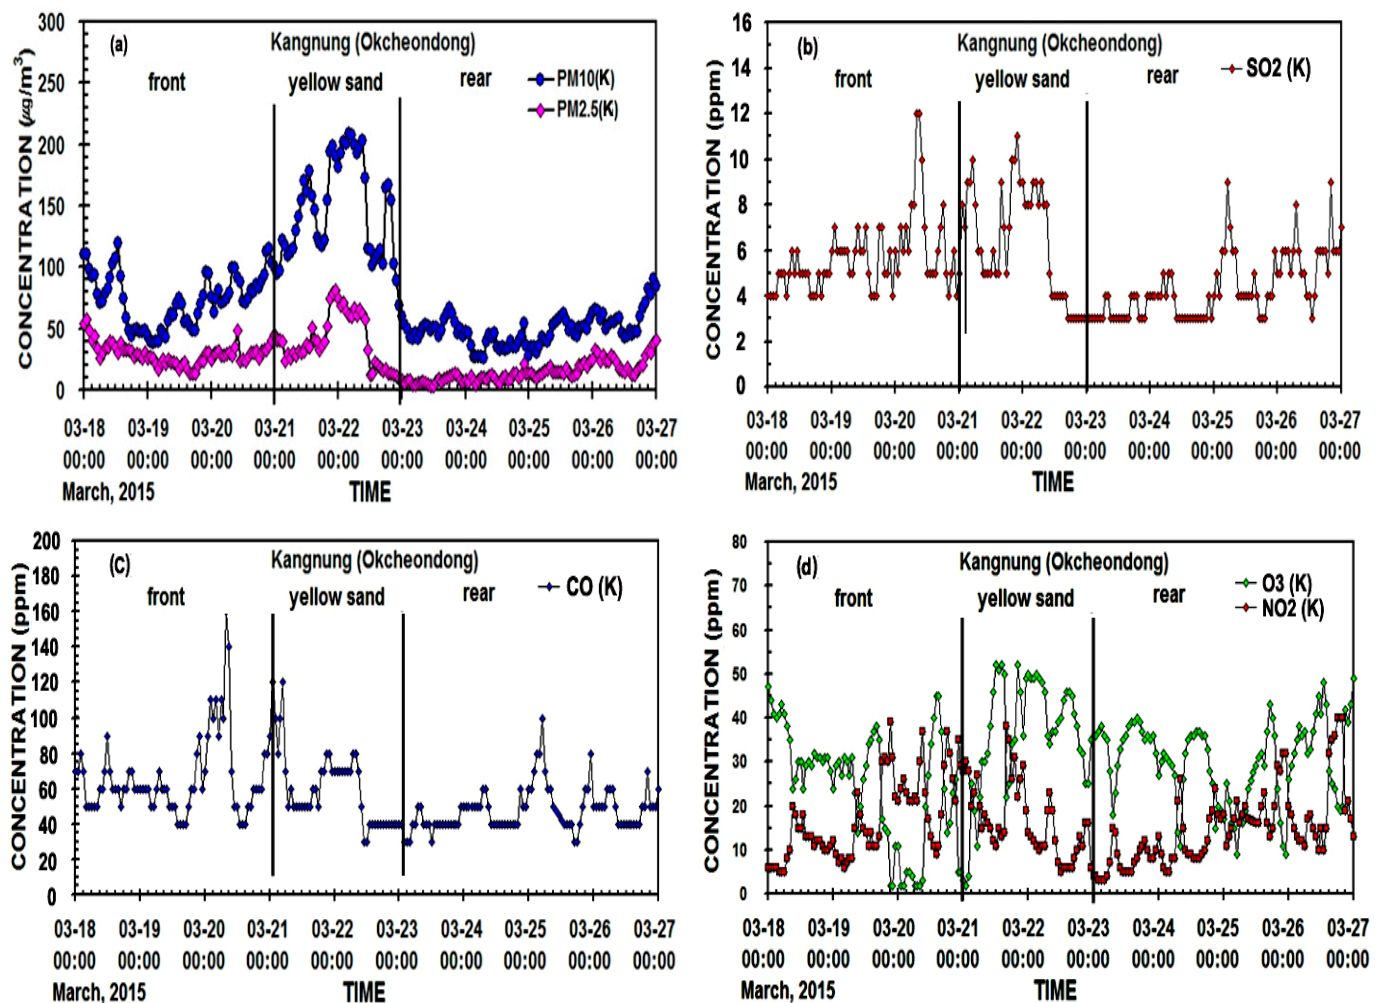 (a)
Kangnung (Okcheondong)
front
yellow sand
rear
PM10(K)
PM2.5(K)
CONCENTRATION (µg/m³)
300
250
200
150
100
50
0
03-18 03-19 03-20 03-21 03-22 03-23 03-24 03-25 03-26 03-27
00:00 00:00 00:00 00:00 00:00 00:00 00:00 00:00 00:00 00:00
March, 2015
TIME
(b)
Kangnung (Okcheondong)
front
yellow sand
rear
SO2 (K)
CONCENTRATION (ppm)
16
14
12
10
8
6
4
2
0
03-18 03-19 03-20 03-21 03-22 03-23 03-24 03-25 03-26 03-27
00:00 00:00 00:00 00:00 00:00 00:00 00:00 00:00 00:00 00:00
March, 2015
TIME
(C)
Kangnung (Okcheondong)
front
yellow sand
rear
CO (K)
CONCENTRATION (ppm)
200
180
160
140
120
100
80
60
40
20
0
03-18 03-19 03-20 03-21 03-22 03-23 03-24 03-25 03-26 03-27
00:00 00:00 00:00 00:00 00:00 00:00 00:00 00:00 00:00 00:00
March, 2015
TIME
(d)
Kangnung (Okcheondong)
front
yellow sand
rear
O3 (K)
NO2 (K)
CONCENTRATION (ppm)
80
70
60
50
40
30
20
10
0
03-18 03-19 03-20 03-21 03-22 03-23 03-24 03-25 03-26 03-27
00:00 00:00 00:00 00:00 00:00 00:00 00:00 00:00 00:00 00:00
March, 2015
TIME